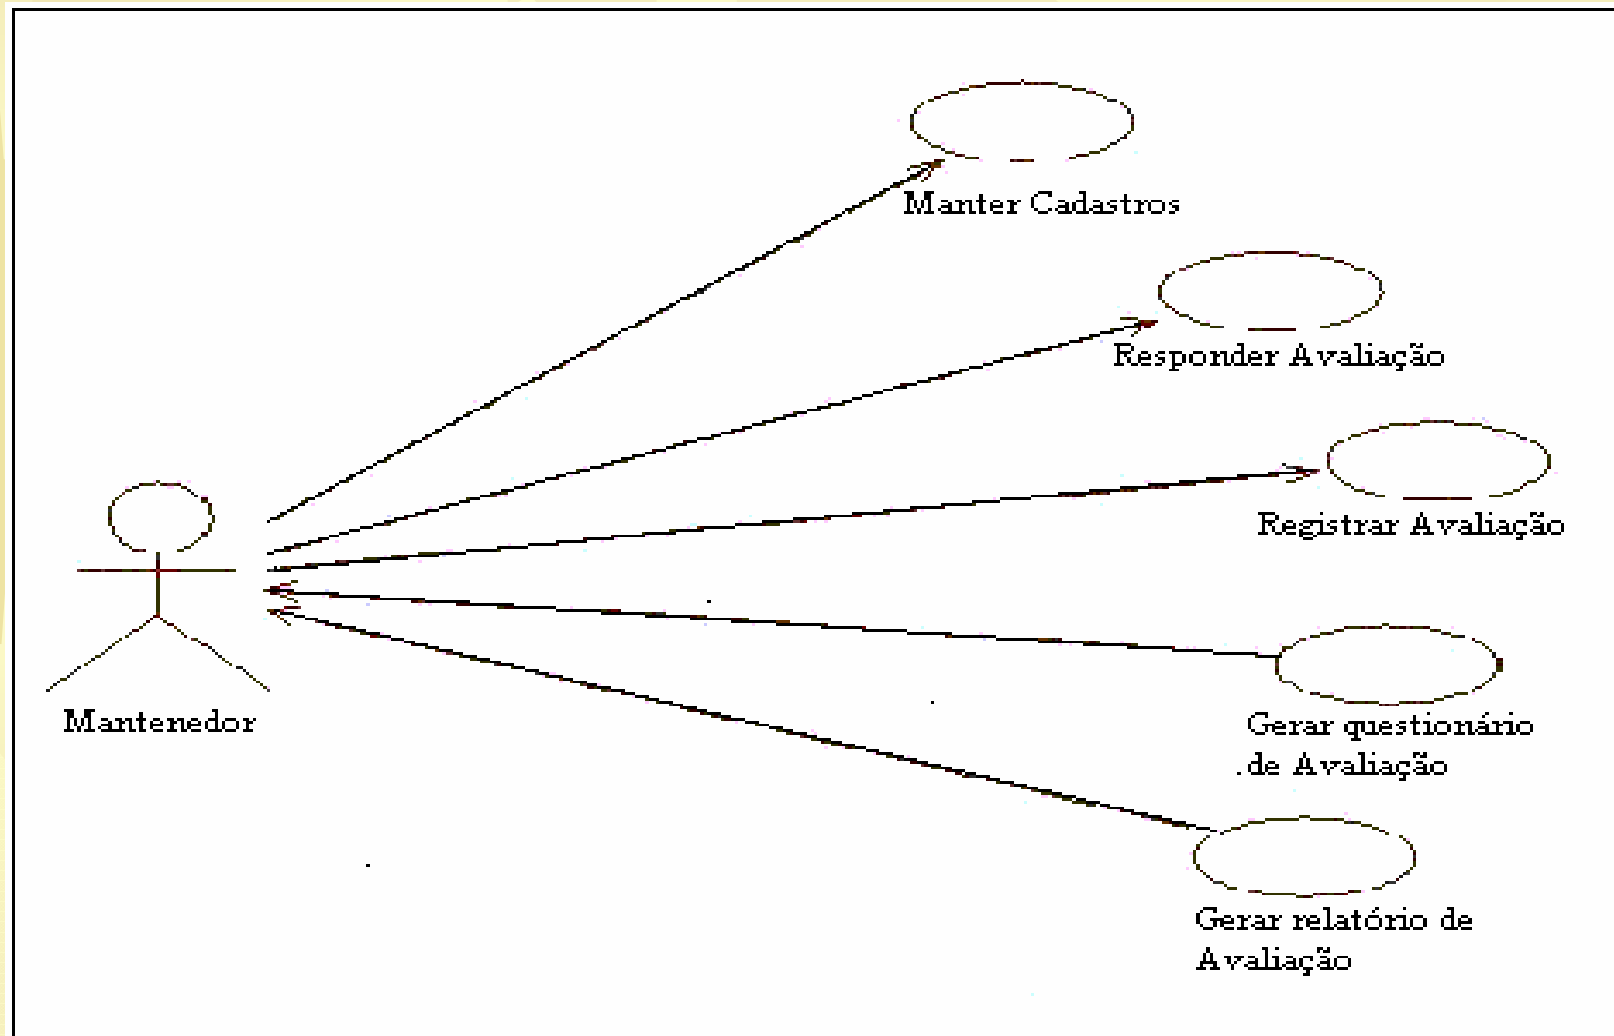 Manter Cadastros
Responder Avaliação
Registrar Avaliação
Mantenedor
Gerar questionário
.de Avaliação
Gerar relatório de
Avaliação